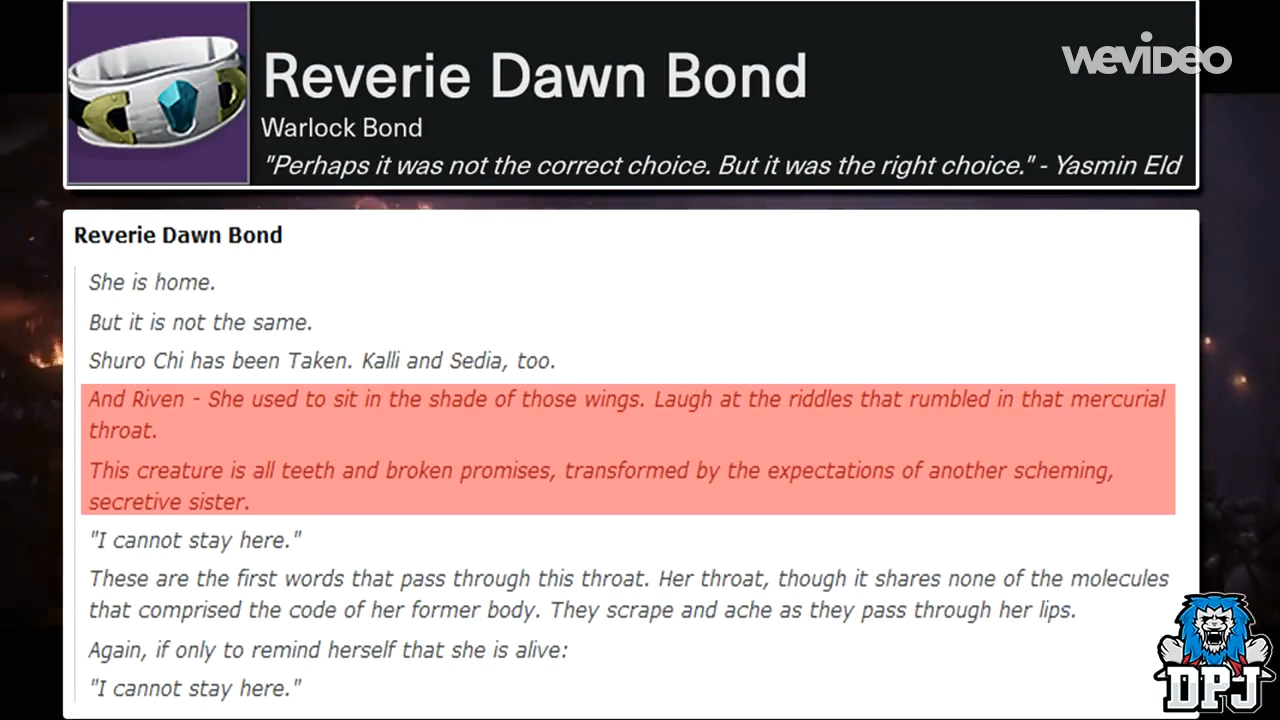 WEVIDEO
Reverie Dawn Bond
Warlock Bond
"Perhaps it was not the correct choice. But it was the right choice." - Yasmin Eld
Reverie Dawn Bond
She is home.
But it is not the same.
Shuro Chi has been Taken. Kalli and Sedia, too.
And Riven - She used to sit in the shade of those wings. Laugh at the riddles that rumbled in that mercurial
throat.
This creature is all teeth and broken promises, transformed by the expectations of another scheming,
secretive sister.
"I cannot stay here."
These are the first words that pass through this throat. Her throat, though it shares none of the molecules
that comprised the code of her former body. They scrape and ache as they pass through her lips.
Again, if only to remind herself that she is alive:
"I cannot stay here."
DPJ